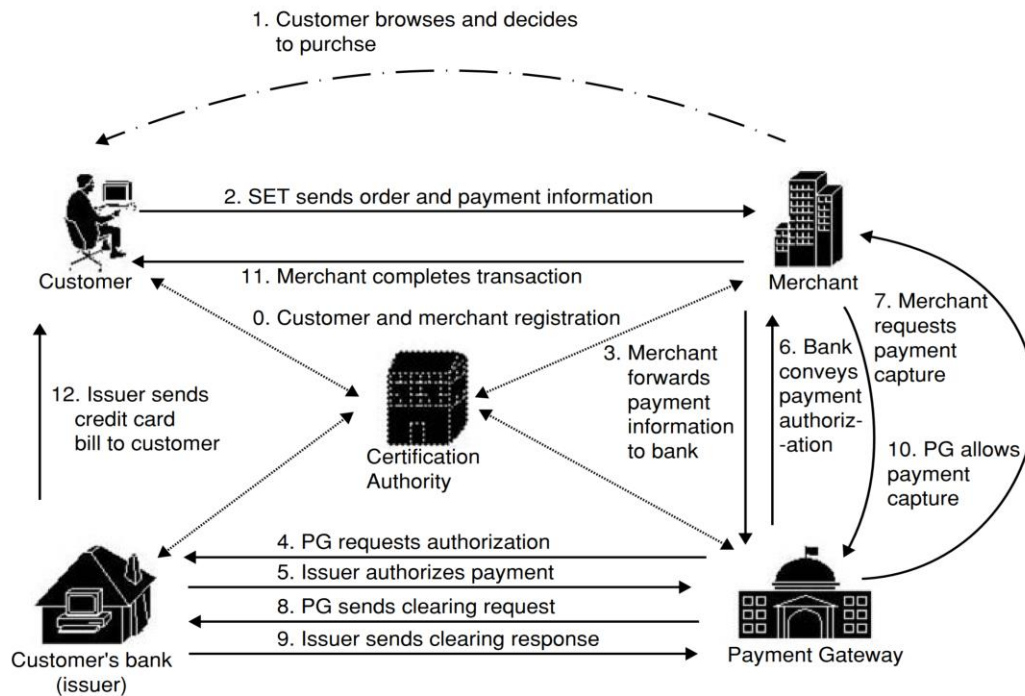 1. Customer browses and decides
to purchse
2. SET sends order and payment information
Customer
11. Merchant completes transaction
Merchant
0. Customer and merchant registration
7. Merchant
requests
payment
capture
3. Merchant
forwards
payment
information
to bank
6. Bank
conveys
payment
authoriz-
-ation
12. Issuer sends
credit card
bill to customer
Certification
Authority
10. PG allows
payment
capture
4. PG requests authorization
5. Issuer authorizes payment
8. PG sends clearing request
9. Issuer sends clearing response
Customer's bank
(issuer)
Payment Gateway